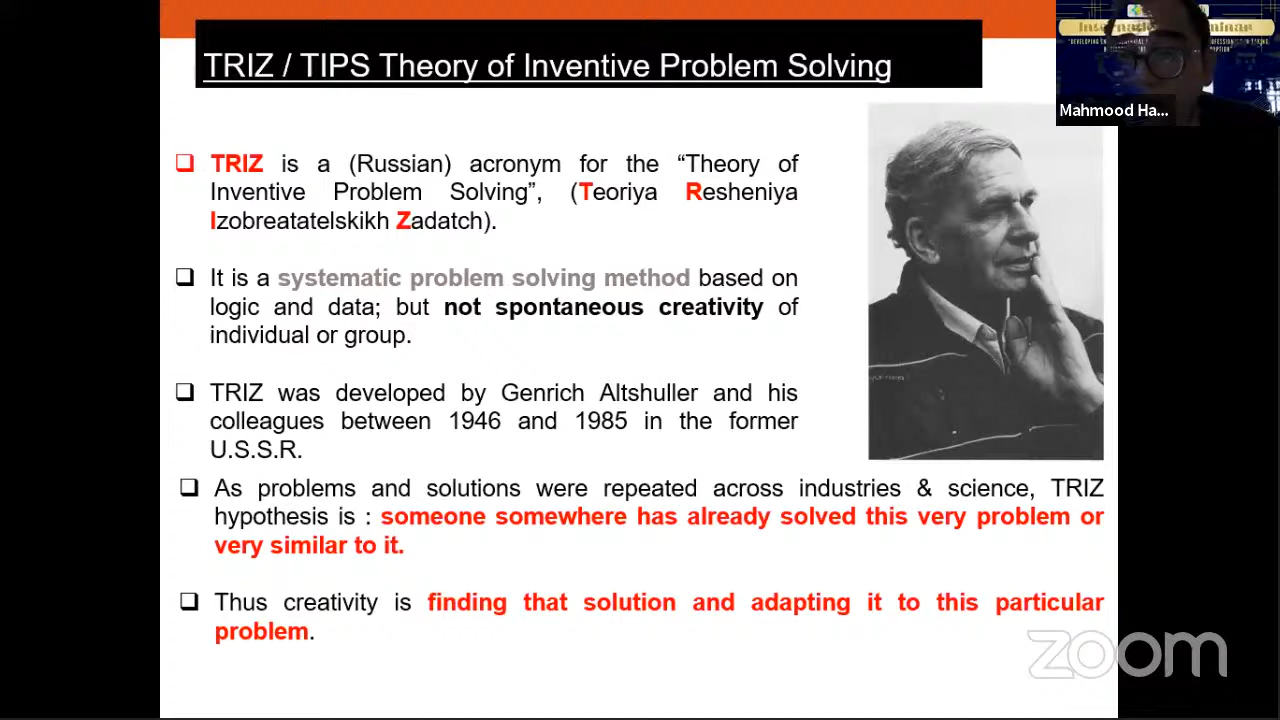 TRIZ / TIPS Theory of Inventive Problem Solving
Mahmood Ha...
TRIZ is a (Russian) acronym for the “Theory of
Inventive Problem Solving”, (Teoriya Resheniya
Izobreatatelskikh Zadatch).
It is a systematic problem solving method based on
logic and data; but not spontaneous creativity of
individual or group.
TRIZ was developed by Genrich Altshuller and his
colleagues between 1946 and 1985 in the former
U.S.S.R.
As problems and solutions were repeated across industries & science, TRIZ
hypothesis is : someone somewhere has already solved this very problem or
very similar to it.
Thus creativity is finding that solution and adapting it to this particular
problem.
zoom